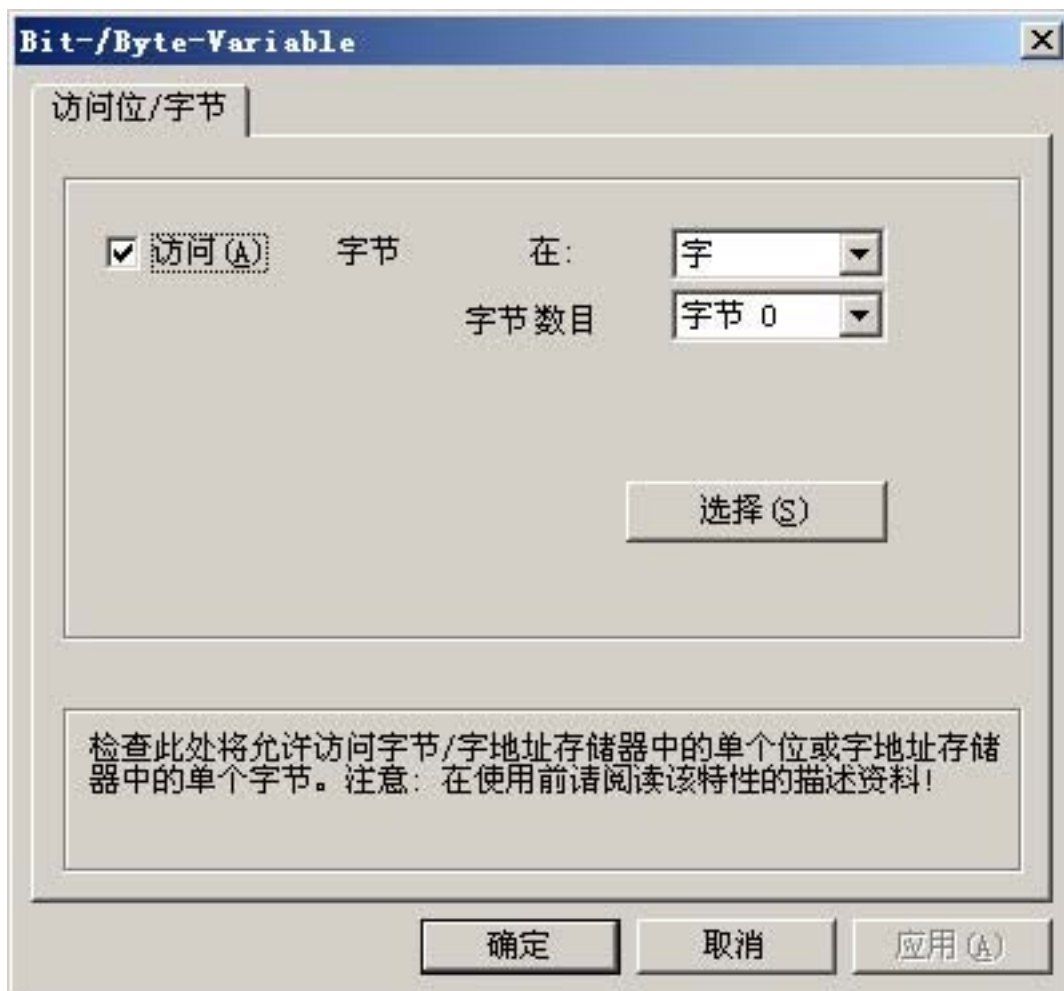 Bit-/Byte-Variable
访问位/字节
访问(A) 字节 在: 字
字节数目 字节 0
选择(S)
检查此处将允许访问字节/字地址存储器中的单个位或字地址存储
器中的单个字节。注意: 在使用前请阅读该特性的描述资料!
确定 取消 应用(A)